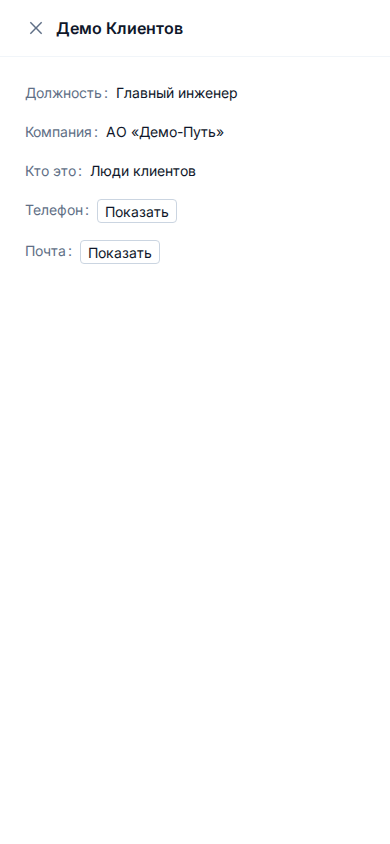 Демо Клиентов
Должность: Главный инженер
Компания: АО «Демо-Путь»
Кто это: Люди клиентов
Телефон: Показать
Почта: Показать